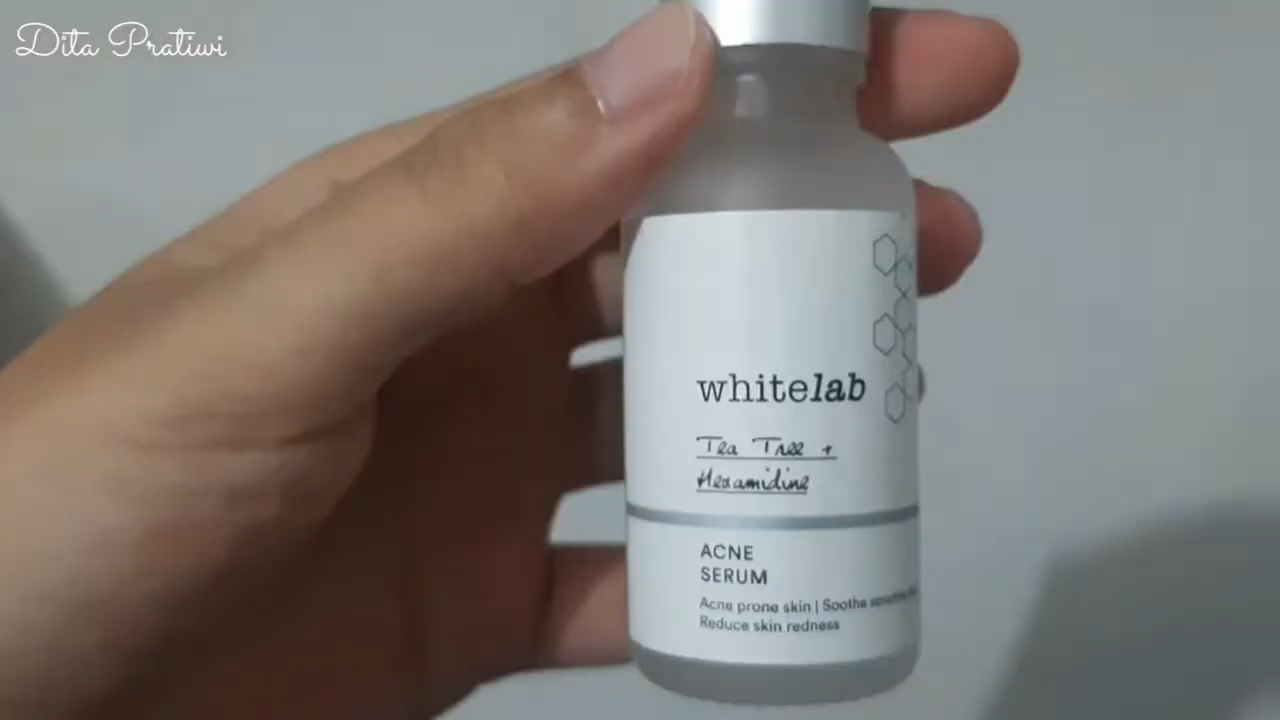 Dita Pratiwi
whitelab
Tea Tree +
Hexamidine
ACNE
SERUM
Acne prone skin | Soothe
Reduce skin redness